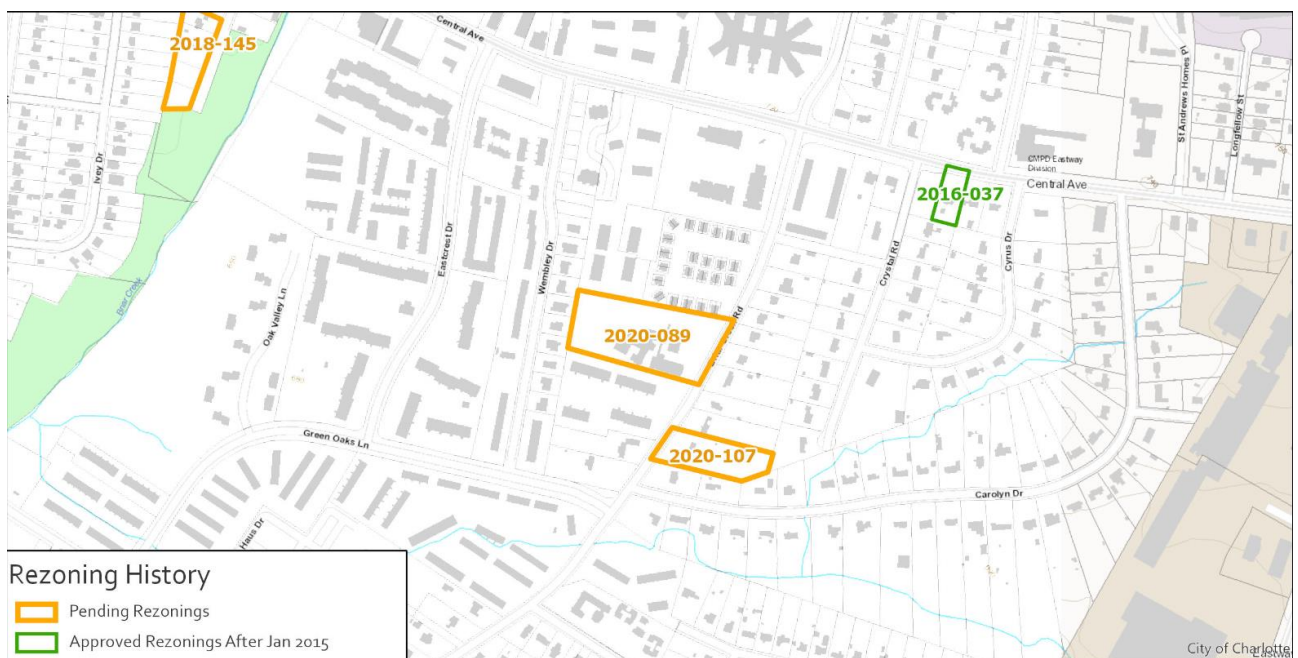 2018-145
Central Ave
Ivey Dr
Briar Creek
Eastcrest Dr
Oak Valley Ln
Wembley Dr
St Andrews Homes Pl
Longfellow St
CMPD Eastway
Division
Central Ave
2016-037
Crystal Rd
Cyrus Dr
2020-089
Rd
2020-107
Green Oaks Ln
Carolyn Dr
Haus Dr
Rezoning History
Pending Rezonings
Approved Rezonings After Jan 2015
City of Charlotte